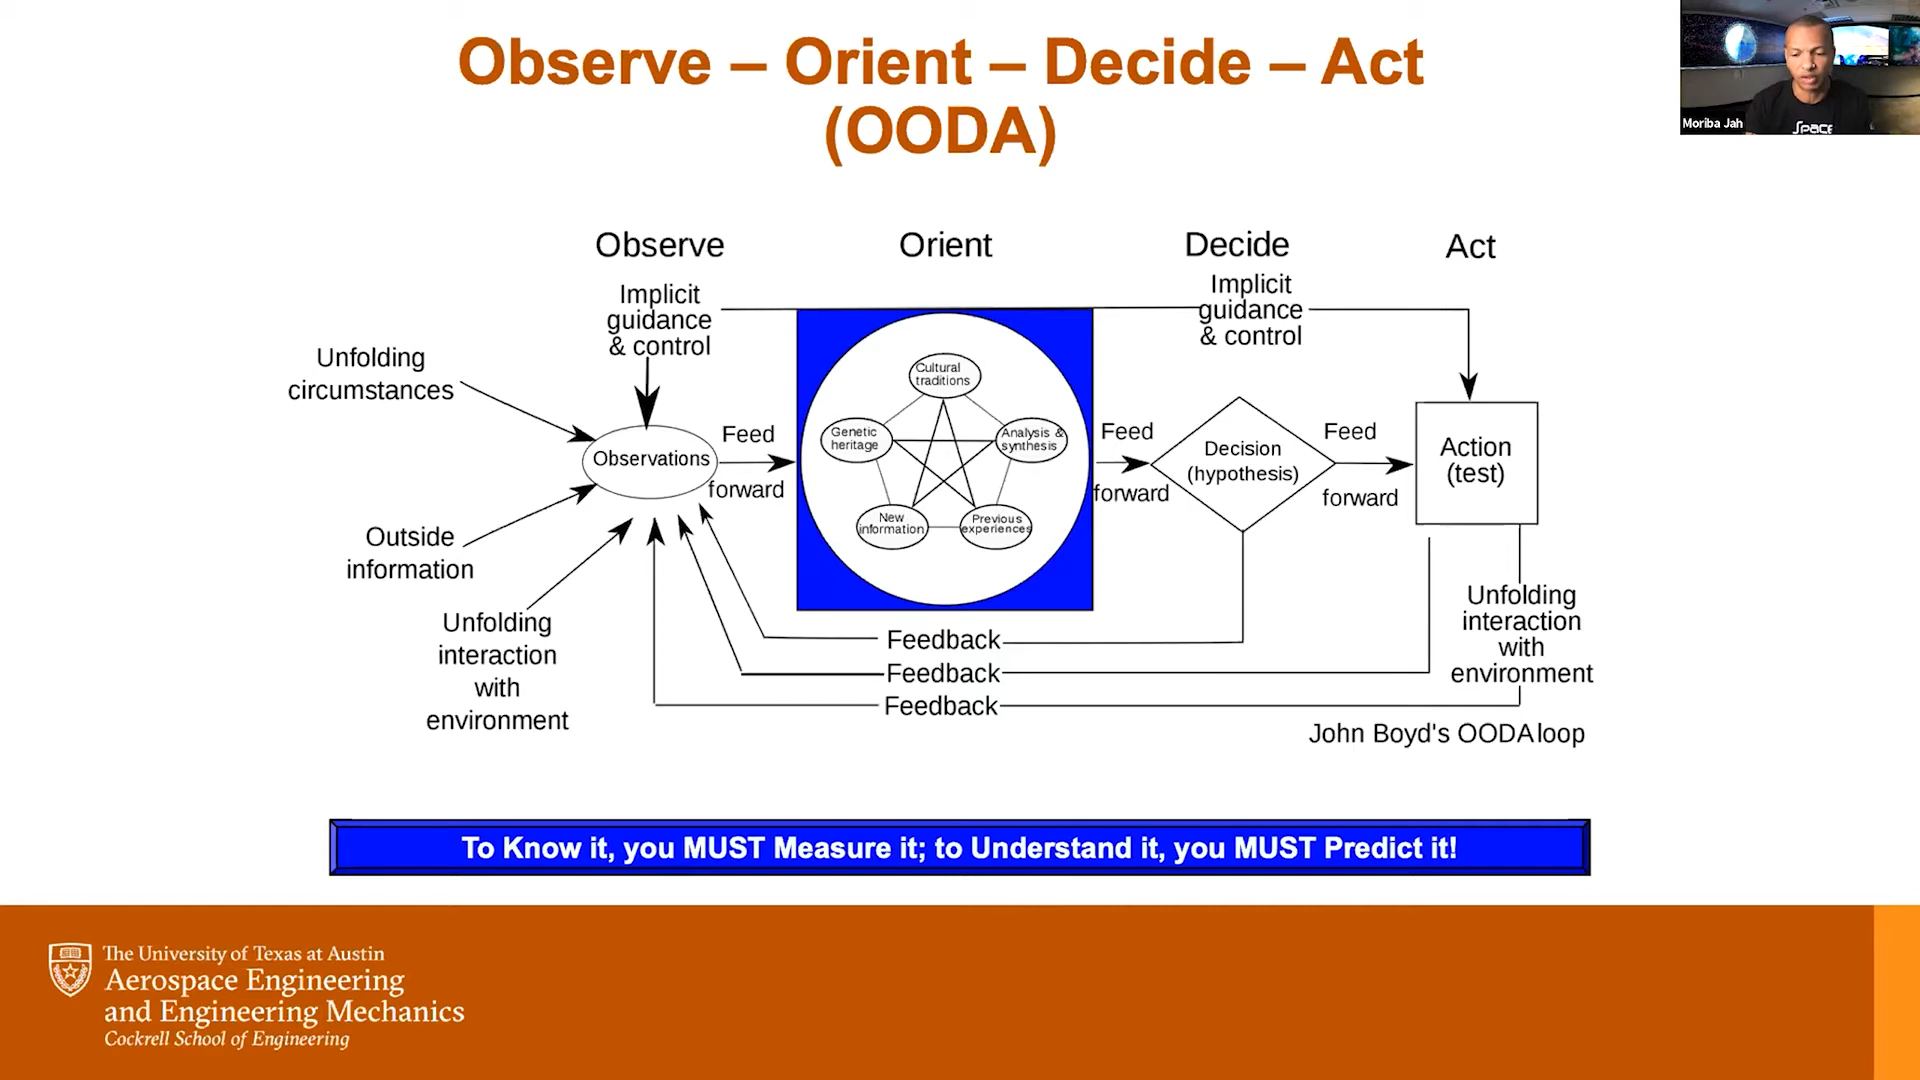 Observe – Orient – Decide – Act
(OODA)
Moriba Jah
SPACE
Observe
Orient
Decide
Act
Implicit
guidance
& control
Implicit
guidance
& control
Unfolding
circumstances
Observations
Outside
information
Unfolding
interaction
with
environment
Feed
forward
Cultural
traditions
Genetic
heritage
Analysis &
synthesis
New
information
Previous
experiences
Feed
forward
Decision
(hypothesis)
Feed
forward
Action
(test)
Unfolding
interaction
with
environment
Feedback
Feedback
Feedback
John Boyd's OODA loop
To Know it, you MUST Measure it; to Understand it, you MUST Predict it!
The University of Texas at Austin
Aerospace Engineering
and Engineering Mechanics
Cockrell School of Engineering